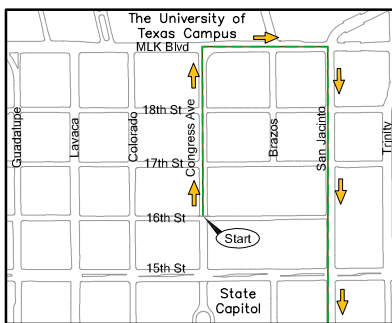 The University of
Texas Campus
MLK Blvd
18th St
Guadalupe
Lavaca
Colorado
Congress Ave
Brazos
San Jacinto
Trinity
17th St
16th St
Start
15th St
State
Capitol